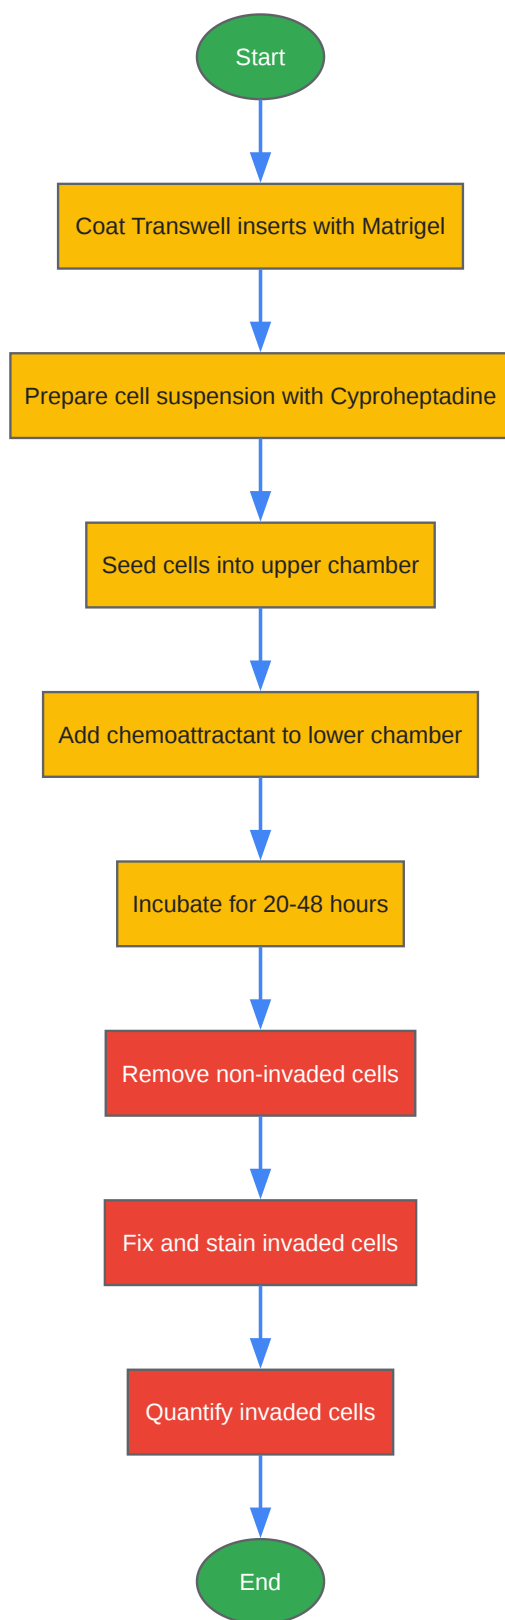 Start
Coat Transwell inserts with Matrigel
Prepare cell suspension with Cyproheptadine
Seed cells into upper chamber
Add chemoattractant to lower chamber
Incubate for 20-48 hours
Remove non-invaded cells
Fix and stain invaded cells
Quantify invaded cells
End